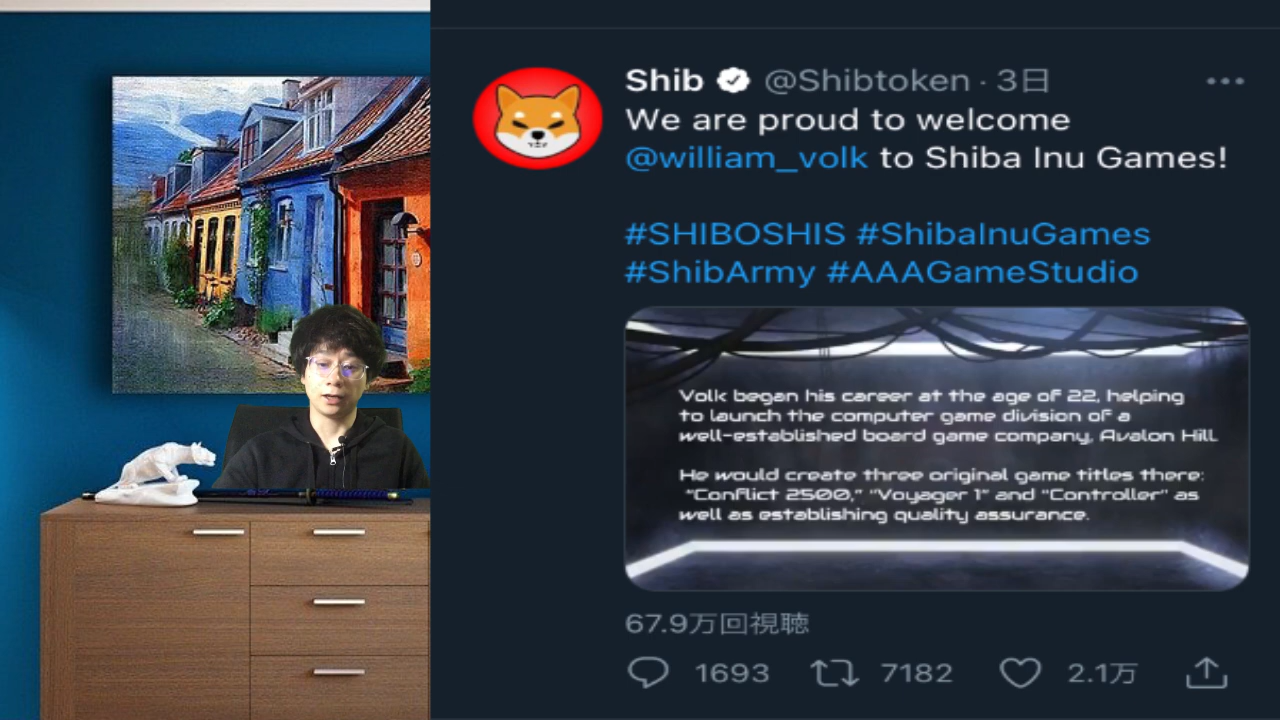 Shib @Shibtoken · 3日
We are proud to welcome
@william_volk to Shiba Inu Games!
#SHIBOSHIS #ShibaInuGames
#ShibArmy #AAAGameStudio
Volk began his career at the age of 22, helping
to launch the computer game division of a
well-established board game company, Avalon Hill.
He would create three original game titles there:
"Conflict 2500," "Voyager 1" and "Controller" as
well as establishing quality assurance.
67.9万回視聴
1693 7182 2.1万